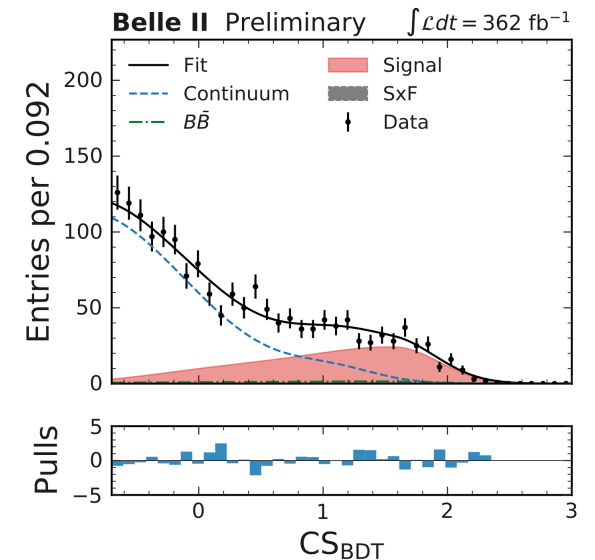 Belle II Preliminary ∫ℒdt = 362 fb⁻¹
Fit
Continuum
BB̄
Signal
SxF
Data
Entries per 0.092
200
150
100
50
0
Pulls
5
0
−5
0 1 2 3
CS_BDT